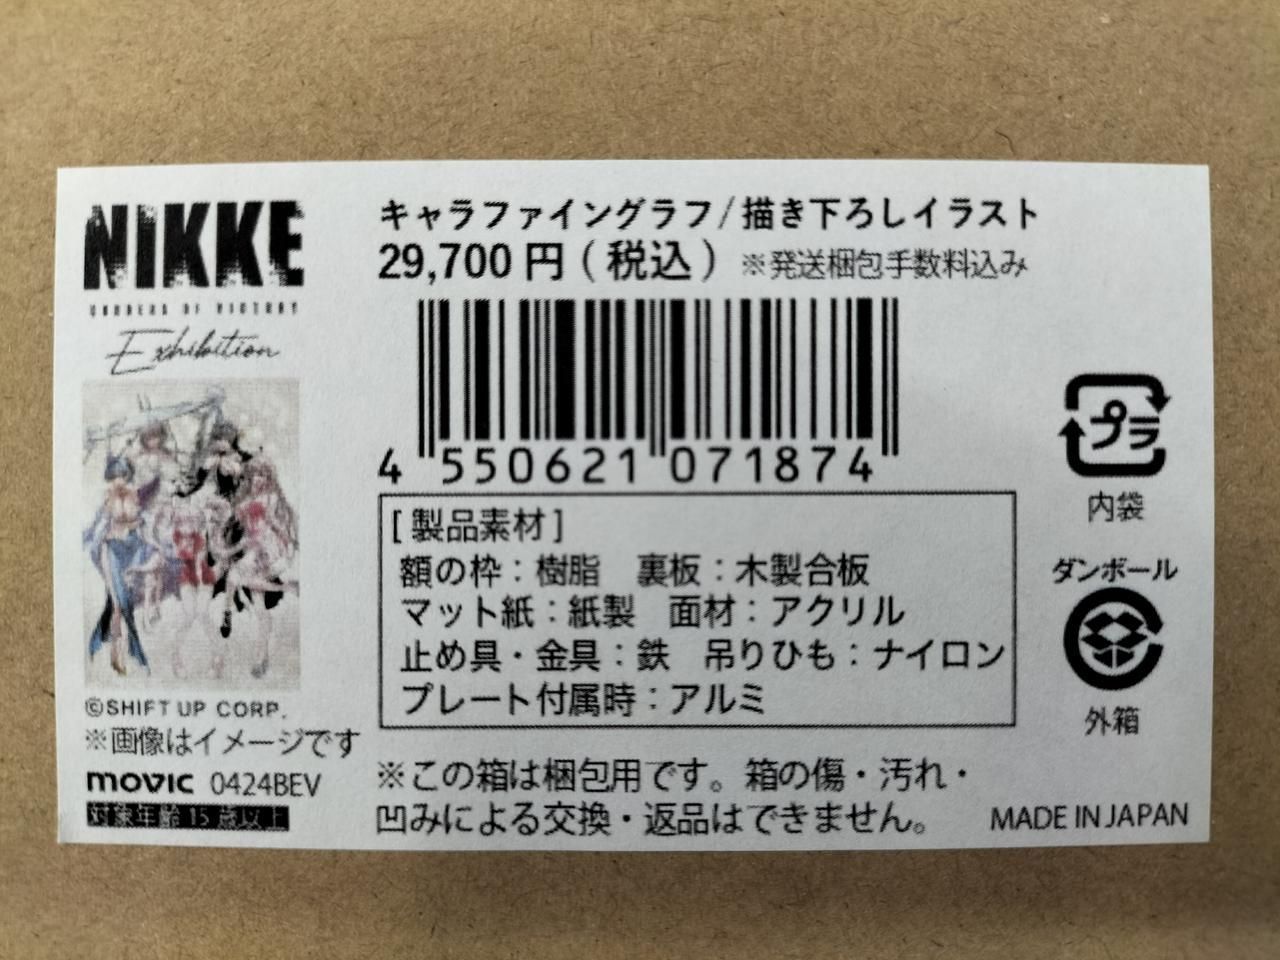 NIKKE
GODDESS OF VICTORY
Exhibition
©SHIFT UP CORP.
※画像はイメージです
movic 0424BEV
対象年齢15歳以上
キャラファイングラフ/描き下ろしイラスト
29,700円(税込) ※発送梱包手数料込み
4 550621 071874
[製品素材]
額の枠:樹脂 裏板:木製合板
マット紙:紙製 面材:アクリル
止め具・金具:鉄 吊りひも:ナイロン
プレート付属時:アルミ
※この箱は梱包用です。箱の傷・汚れ・
凹みによる交換・返品はできません。
プラ
内袋
ダンボール
外箱
MADE IN JAPAN